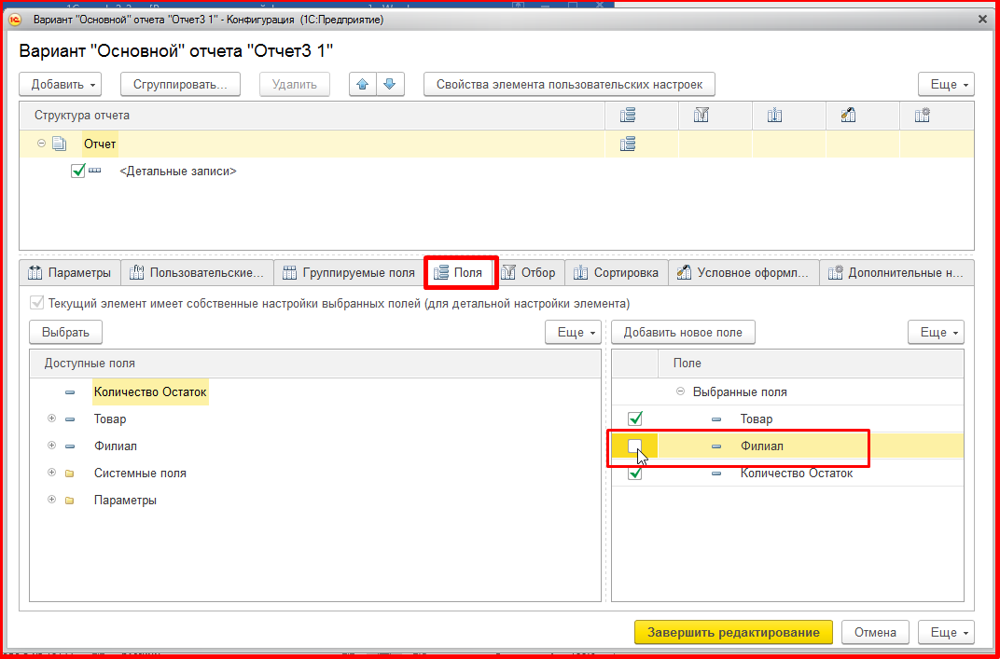 Вариант "Основной" отчета "Отчет3 1" - Конфигурация (1С:Предприятие)
Вариант "Основной" отчета "Отчет3 1"
Добавить Сгруппировать... Удалить Свойства элемента пользовательских настроек Еще
Структура отчета
Отчет
<Детальные записи>
Параметры Пользовательские... Группируемые поля Поля Отбор Сортировка Условное оформл... Дополнительные н...
Текущий элемент имеет собственные настройки выбранных полей (для детальной настройки элемента)
Выбрать Еще Добавить новое поле Еще
Доступные поля Поле
Количество Остаток Выбранные поля
Товар Товар
Филиал Филиал
Системные поля Количество Остаток
Параметры
Завершить редактирование Отмена Еще